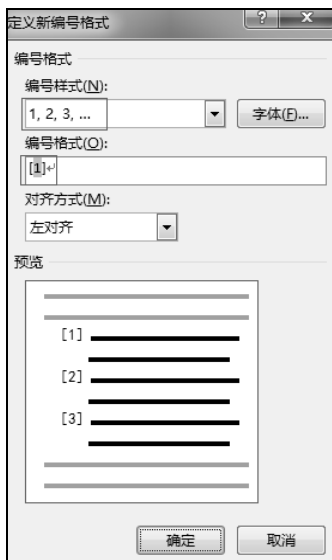 定义新编号格式
编号格式
编号样式(N):
1, 2, 3, ...
字体(F)...
编号格式(O):
[1]↵
对齐方式(M):
左对齐
预览
[1]
[2]
[3]
确定
取消